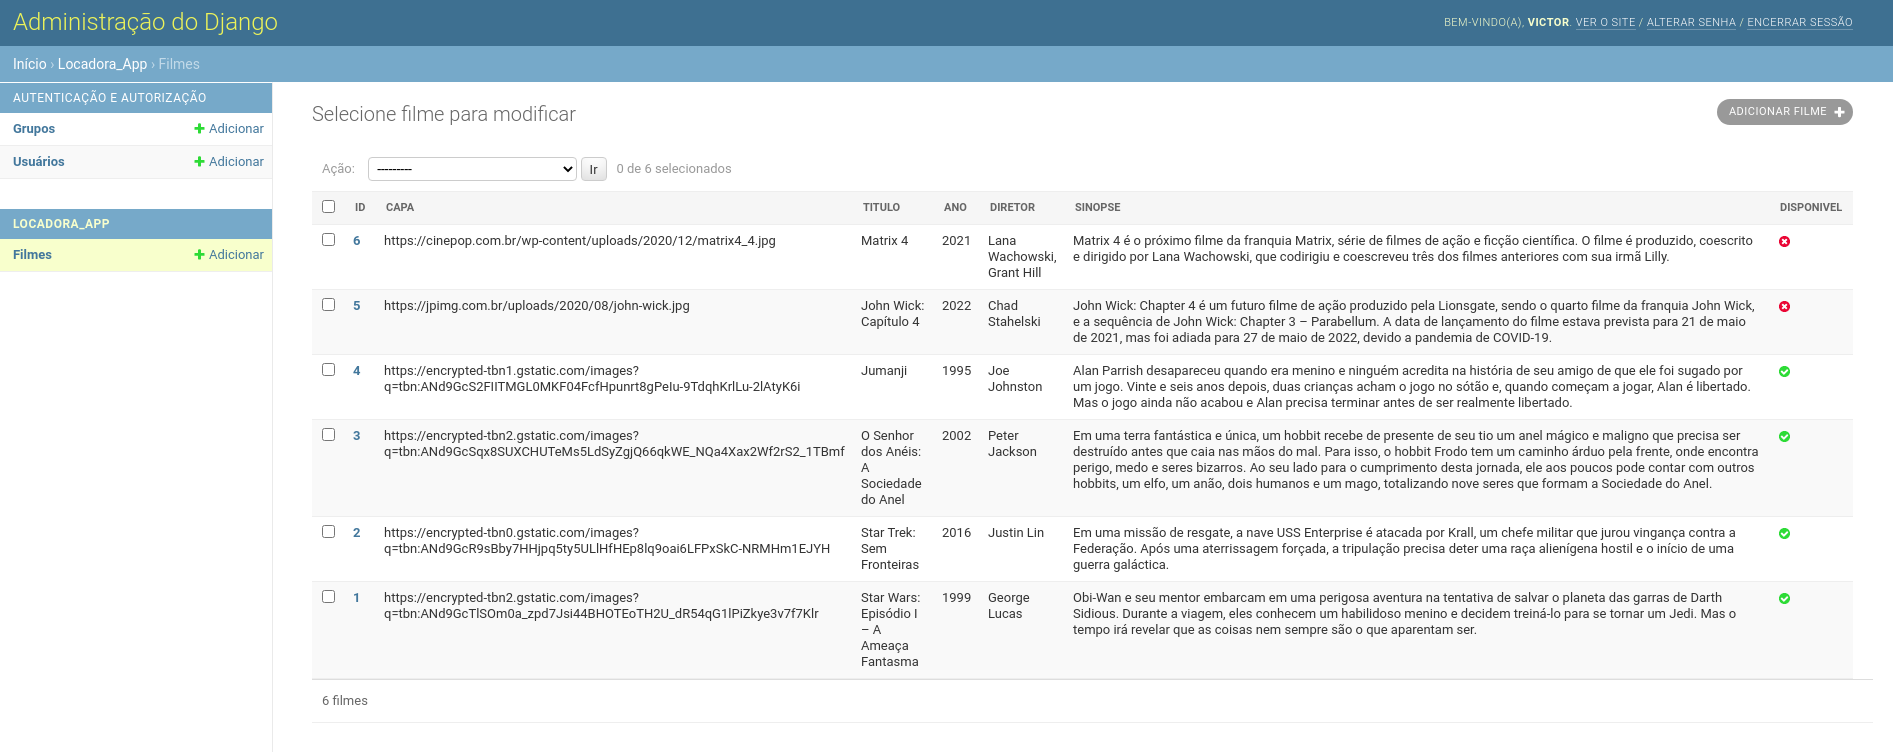 Administração do Django
BEM-VINDO(A), VICTOR. VER O SITE / ALTERAR SENHA / ENCERRAR SESSÃO
Início › Locadora_App › Filmes
AUTENTICAÇÃO E AUTORIZAÇÃO
Grupos Adicionar
Usuários Adicionar
LOCADORA_APP
Filmes Adicionar
Selecione filme para modificar
ADICIONAR FILME
Ação: --------- Ir 0 de 6 selecionados
ID CAPA TITULO ANO DIRETOR SINOPSE DISPONIVEL
6
https://cinepop.com.br/wp-content/uploads/2020/12/matrix4_4.jpg
Matrix 4
2021
Lana
Wachowski,
Grant Hill
Matrix 4 é o próximo filme da franquia Matrix, série de filmes de ação e ficção científica. O filme é produzido, coescrito
e dirigido por Lana Wachowski, que codirigiu e coescreveu três dos filmes anteriores com sua irmã Lilly.
5
https://jpimg.com.br/uploads/2020/08/john-wick.jpg
John Wick:
Capítulo 4
2022
Chad
Stahelski
John Wick: Chapter 4 é um futuro filme de ação produzido pela Lionsgate, sendo o quarto filme da franquia John Wick,
e a sequência de John Wick: Chapter 3 – Parabellum. A data de lançamento do filme estava prevista para 21 de maio
de 2021, mas foi adiada para 27 de maio de 2022, devido a pandemia de COVID-19.
4
https://encrypted-tbn1.gstatic.com/images?
q=tbn:ANd9GcS2FIITMGL0MKF04FcfHpunrt8gPeIu-9TdqhKrlLu-2lAtyK6i
Jumanji
1995
Joe
Johnston
Alan Parrish desapareceu quando era menino e ninguém acredita na história de seu amigo de que ele foi sugado por
um jogo. Vinte e seis anos depois, duas crianças acham o jogo no sótão e, quando começam a jogar, Alan é libertado.
Mas o jogo ainda não acabou e Alan precisa terminar antes de ser realmente libertado.
3
https://encrypted-tbn2.gstatic.com/images?
q=tbn:ANd9GcSqx8SUXCHUTeMs5LdSyZgjQ66qkWE_NQa4Xax2Wf2rS2_1TBmf
O Senhor
dos Anéis:
A
Sociedade
do Anel
2002
Peter
Jackson
Em uma terra fantástica e única, um hobbit recebe de presente de seu tio um anel mágico e maligno que precisa ser
destruído antes que caia nas mãos do mal. Para isso, o hobbit Frodo tem um caminho árduo pela frente, onde encontra
perigo, medo e seres bizarros. Ao seu lado para o cumprimento desta jornada, ele aos poucos pode contar com outros
hobbits, um elfo, um anão, dois humanos e um mago, totalizando nove seres que formam a Sociedade do Anel.
2
https://encrypted-tbn0.gstatic.com/images?
q=tbn:ANd9GcR9sBby7HHjpq5ty5ULlHfHEp8lq9oai6LFPxSkC-NRMHm1EJYH
Star Trek:
Sem
Fronteiras
2016
Justin Lin
Em uma missão de resgate, a nave USS Enterprise é atacada por Krall, um chefe militar que jurou vingança contra a
Federação. Após uma aterrissagem forçada, a tripulação precisa deter uma raça alienígena hostil e o início de uma
guerra galáctica.
1
https://encrypted-tbn2.gstatic.com/images?
q=tbn:ANd9GcTlSOm0a_zpd7Jsi44BHOTEoTH2U_dR54qG1lPiZkye3v7f7Klr
Star Wars:
Episódio I
– A
Ameaça
Fantasma
1999
George
Lucas
Obi-Wan e seu mentor embarcam em uma perigosa aventura na tentativa de salvar o planeta das garras de Darth
Sidious. Durante a viagem, eles conhecem um habilidoso menino e decidem treiná-lo para se tornar um Jedi. Mas o
tempo irá revelar que as coisas nem sempre são o que aparentam ser.
6 filmes